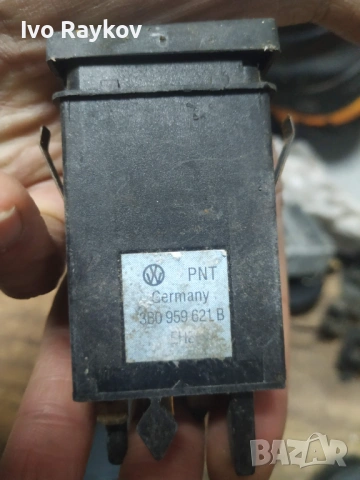 Ivo Raykov
PNT
Germany
3B0 959 621 B
BAZAR